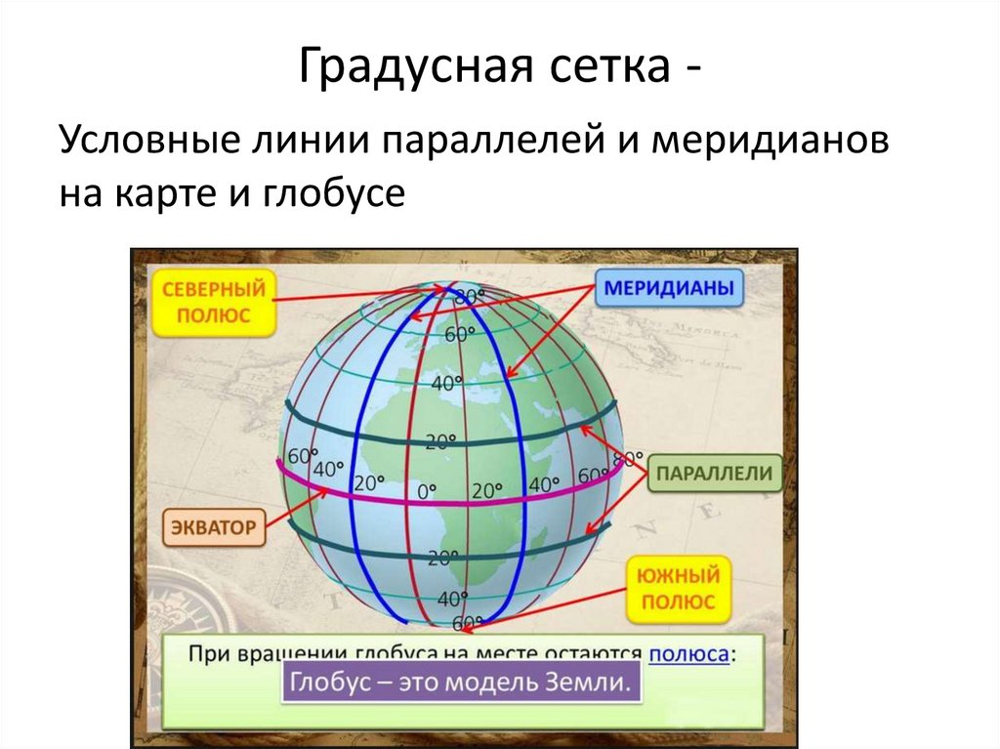 Градусная сетка -
Условные линии параллелей и меридианов
на карте и глобусе
СЕВЕРНЫЙ
ПОЛЮС
МЕРИДИАНЫ
80°
60°
40°
20°
60°
40°
20°
0°
20°
40°
60°
80°
ПАРАЛЛЕЛИ
ЭКВАТОР
20°
40°
60°
ЮЖНЫЙ
ПОЛЮС
При вращении глобуса на месте остаются полюса:
Глобус – это модель Земли.